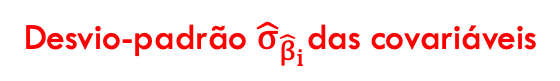 Desvio-padrão σ̂_β̂ᵢ das covariáveis